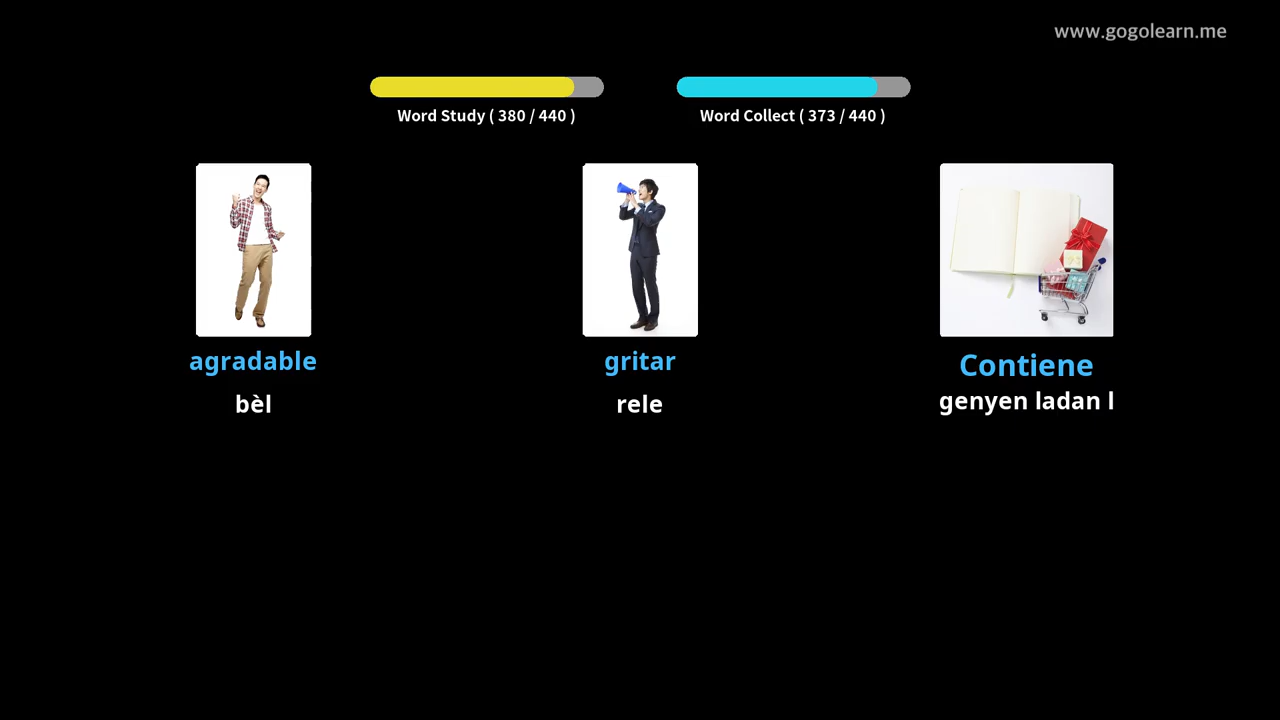 www.gogolearn.me
Word Study ( 380 / 440 )
Word Collect ( 373 / 440 )
agradable
bèl
gritar
rele
Contiene
genyen ladan l